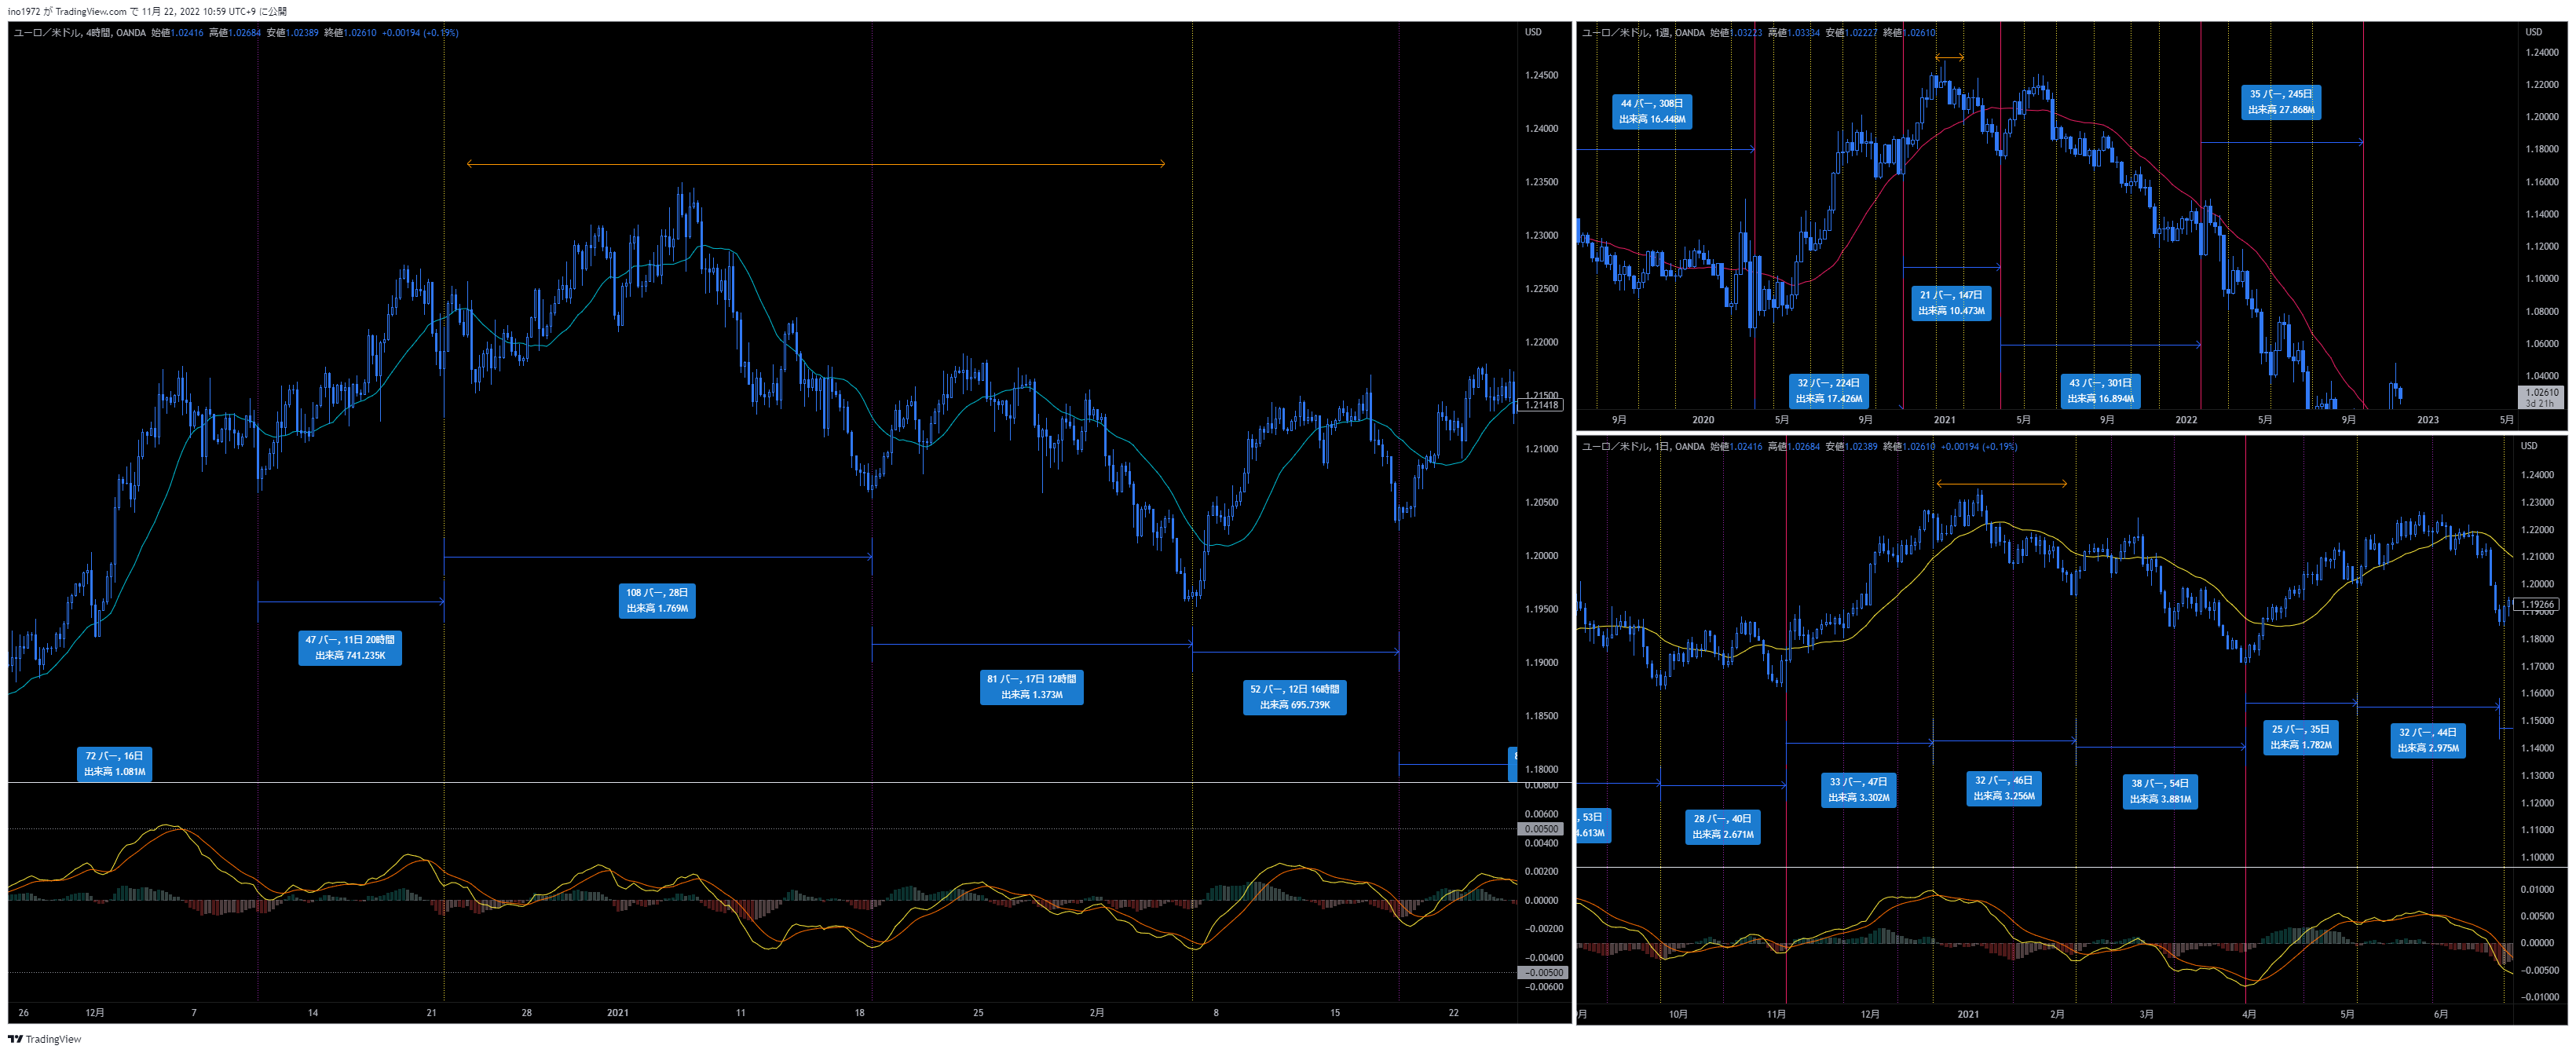 ino1972 が TradingView.com で 11月 22, 2022 10:59 UTC+9 に公開
ユーロ／米ドル, 4時間, OANDA 始値1.02416 高値1.02684 安値1.02389 終値1.02610 +0.00194 (+0.19%)
USD
1.24500
1.24000
1.23500
1.23000
1.22500
1.22000
1.21500
1.21418
1.21000
1.20500
1.20000
1.19500
1.19000
1.18500
1.18000
108 バー, 28日
出来高 1.769M
47 バー, 11日 20時間
出来高 741.235K
81 バー, 17日 12時間
出来高 1.373M
52 バー, 12日 16時間
出来高 695.739K
72 バー, 16日
出来高 1.081M
0.00800
0.00600
0.00500
0.00400
0.00200
0.00000
−0.00200
−0.00400
−0.00500
−0.00600
26 12月 7 14 21 28 2021 11 18 25 2月 8 15 22
ユーロ／米ドル, 1週, OANDA 始値1.03223 高値1.03334 安値1.02227 終値1.02610
USD
1.24000
1.22000
1.20000
1.18000
1.16000
1.14000
1.12000
1.10000
1.08000
1.06000
1.04000
1.02610
3d 21h
44 バー, 308日
出来高 16.448M
35 バー, 245日
出来高 27.868M
21 バー, 147日
出来高 10.473M
32 バー, 224日
出来高 17.426M
43 バー, 301日
出来高 16.894M
9月 2020 5月 9月 2021 5月 9月 2022 5月 9月 2023 5月
ユーロ／米ドル, 1日, OANDA 始値1.02416 高値1.02684 安値1.02389 終値1.02610 +0.00194 (+0.19%)
USD
1.24000
1.23000
1.22000
1.21000
1.20000
1.19266
1.19000
1.18000
1.17000
1.16000
1.15000
1.14000
1.13000
1.12000
1.11000
1.10000
25 バー, 35日
出来高 1.782M
32 バー, 44日
出来高 2.975M
33 バー, 47日
出来高 3.302M
32 バー, 46日
出来高 3.256M
38 バー, 54日
出来高 3.881M
, 53日
4.613M
28 バー, 40日
出来高 2.671M
0.01000
0.00500
0.00000
−0.00500
−0.01000
月 10月 11月 12月 2021 2月 3月 4月 5月 6月
TradingView